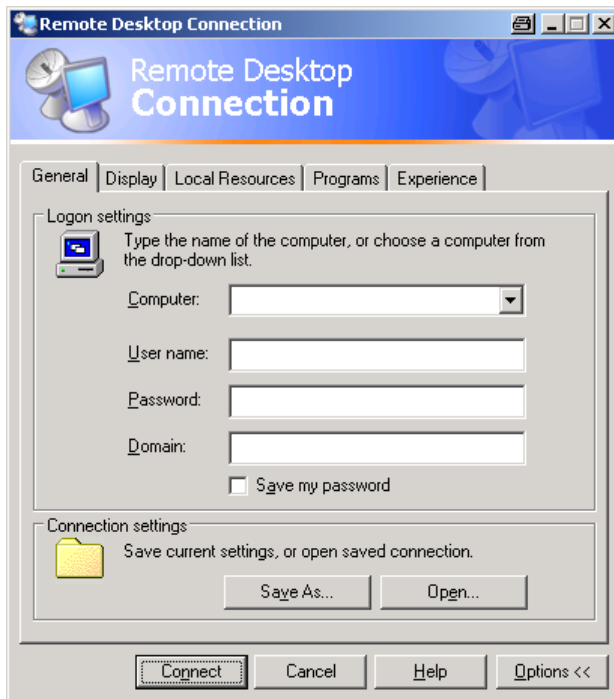 Remote Desktop Connection
Remote Desktop
Connection
General Display Local Resources Programs Experience
Logon settings
Type the name of the computer, or choose a computer from
the drop-down list.
Computer:
User name:
Password:
Domain:
Save my password
Connection settings
Save current settings, or open saved connection.
Save As... Open...
Connect Cancel Help Options <<